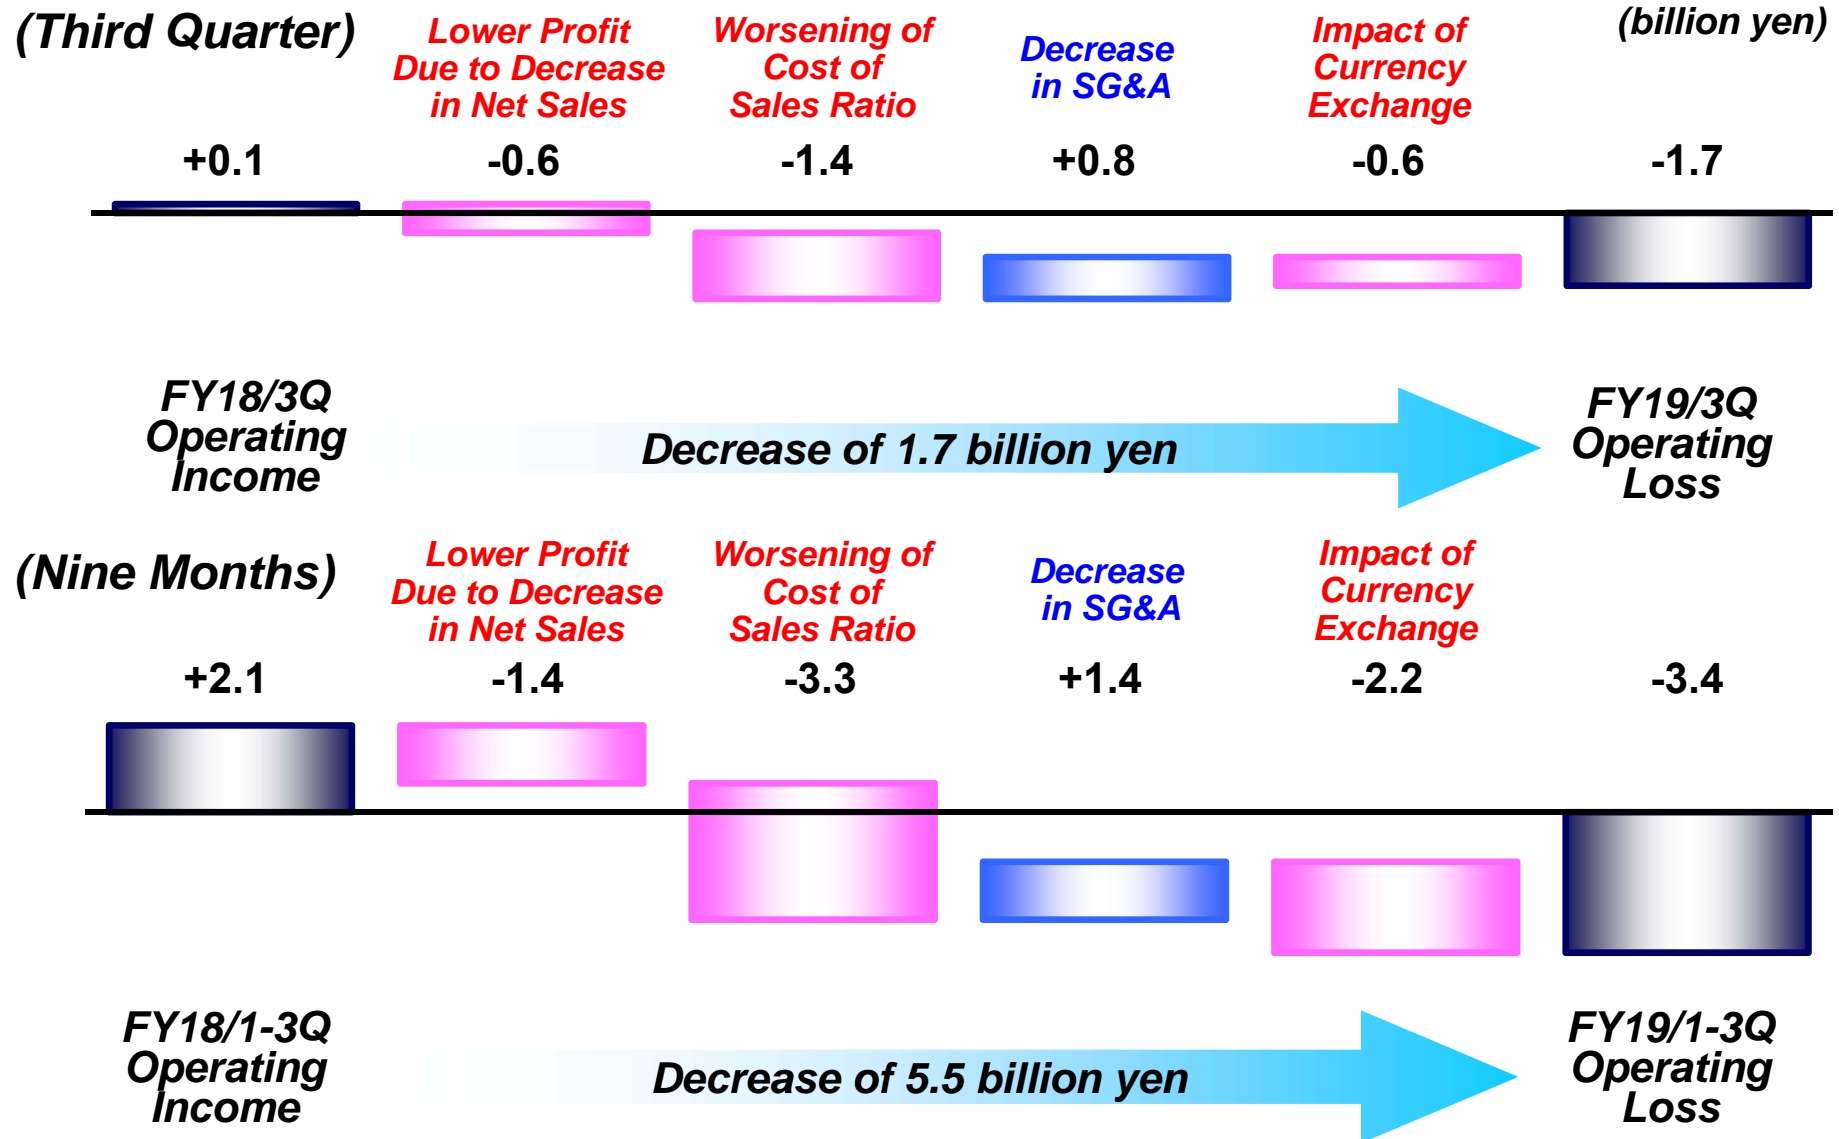 (Third Quarter)
Lower Profit
Due to Decrease
in Net Sales
Worsening of
Cost of
Sales Ratio
Decrease
in SG&A
Impact of
Currency
Exchange
(billion yen)
+0.1
-0.6
-1.4
+0.8
-0.6
-1.7
FY18/3Q
Operating
Income
Decrease of 1.7 billion yen
FY19/3Q
Operating
Loss
(Nine Months)
Lower Profit
Due to Decrease
in Net Sales
Worsening of
Cost of
Sales Ratio
Decrease
in SG&A
Impact of
Currency
Exchange
+2.1
-1.4
-3.3
+1.4
-2.2
-3.4
FY18/1-3Q
Operating
Income
Decrease of 5.5 billion yen
FY19/1-3Q
Operating
Loss